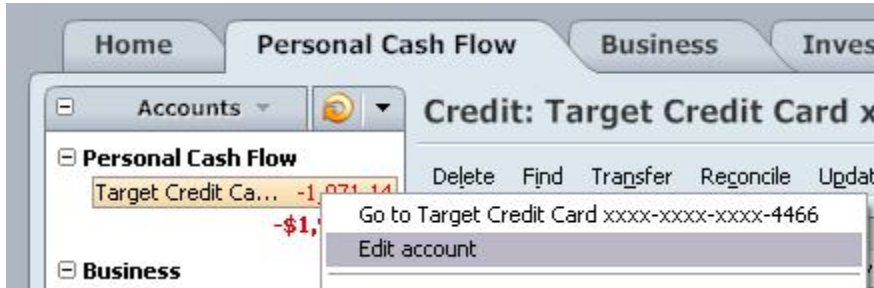 Home Personal Cash Flow Business
Accounts
Credit: Target Credit Card
Personal Cash Flow
Delete Find Transfer Reconcile
Target Credit Ca... -1,071.14
Go to Target Credit Card xxxx-xxxx-xxxx-4466
-$1,
Edit account
Business